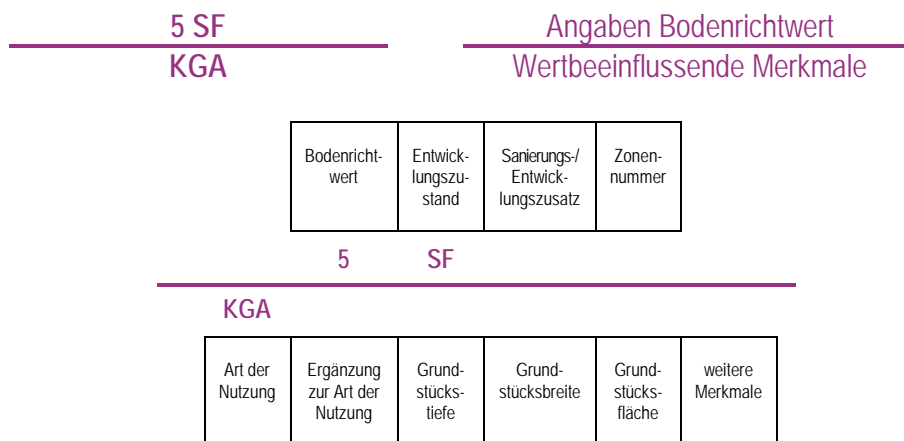 5 SF
Angaben Bodenrichtwert
KGA
Wertbeeinflussende Merkmale
Bodenricht-
wert
Entwick-
lungszu-
stand
Sanierungs-/
Entwick-
lungszusatz
Zonen-
nummer
5
SF
KGA
Art der
Nutzung
Ergänzung
zur Art der
Nutzung
Grund-
stücks-
tiefe
Grund-
stücksbreite
Grund-
stücks-
fläche
weitere
Merkmale